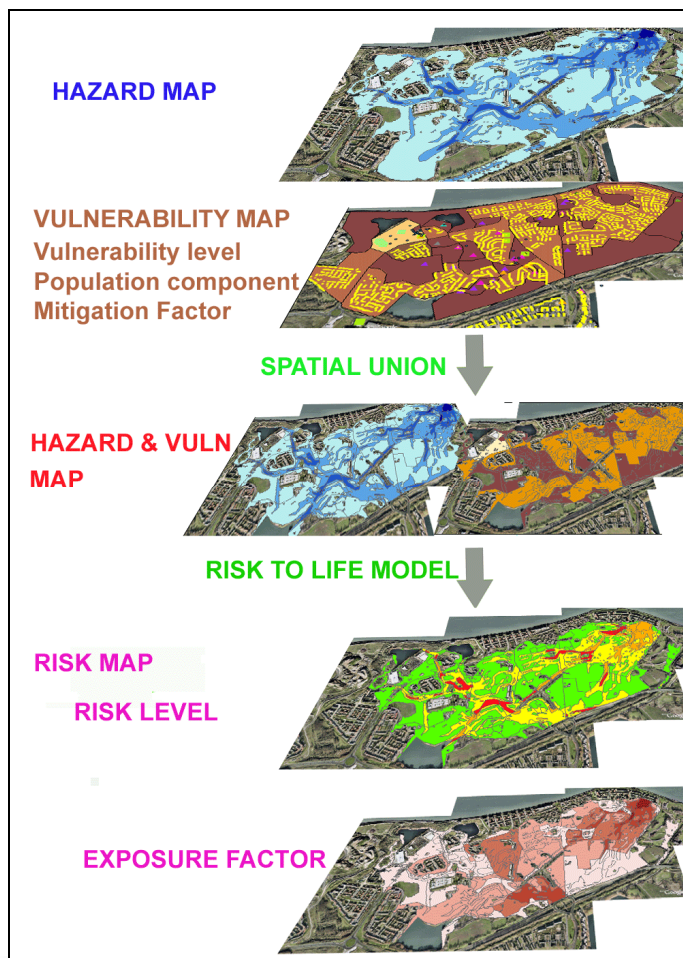 HAZARD MAP
VULNERABILITY MAP
Vulnerability level
Population component
Mitigation Factor
SPATIAL UNION
HAZARD & VULN
MAP
RISK TO LIFE MODEL
RISK MAP
RISK LEVEL
EXPOSURE FACTOR